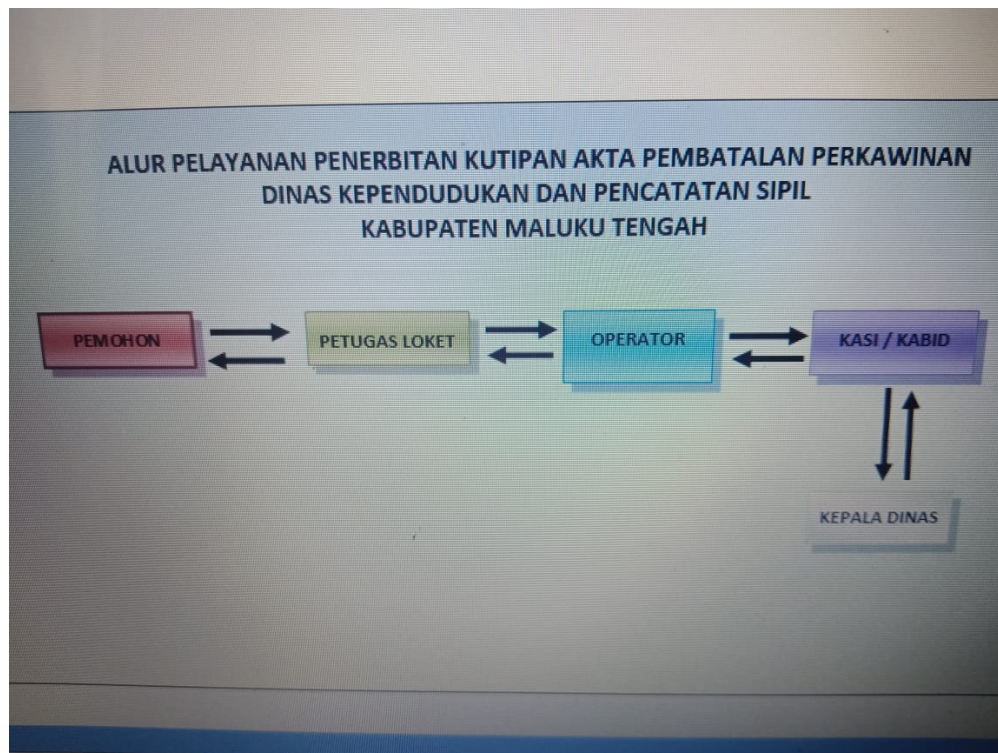 ALUR PELAYANAN PENERBITAN KUTIPAN AKTA PEMBATALAN PERKAWINAN
DINAS KEPENDUDUKAN DAN PENCATATAN SIPIL
KABUPATEN MALUKU TENGAH
PEMOHON
PETUGAS LOKET
OPERATOR
KASI / KABID
KEPALA DINAS